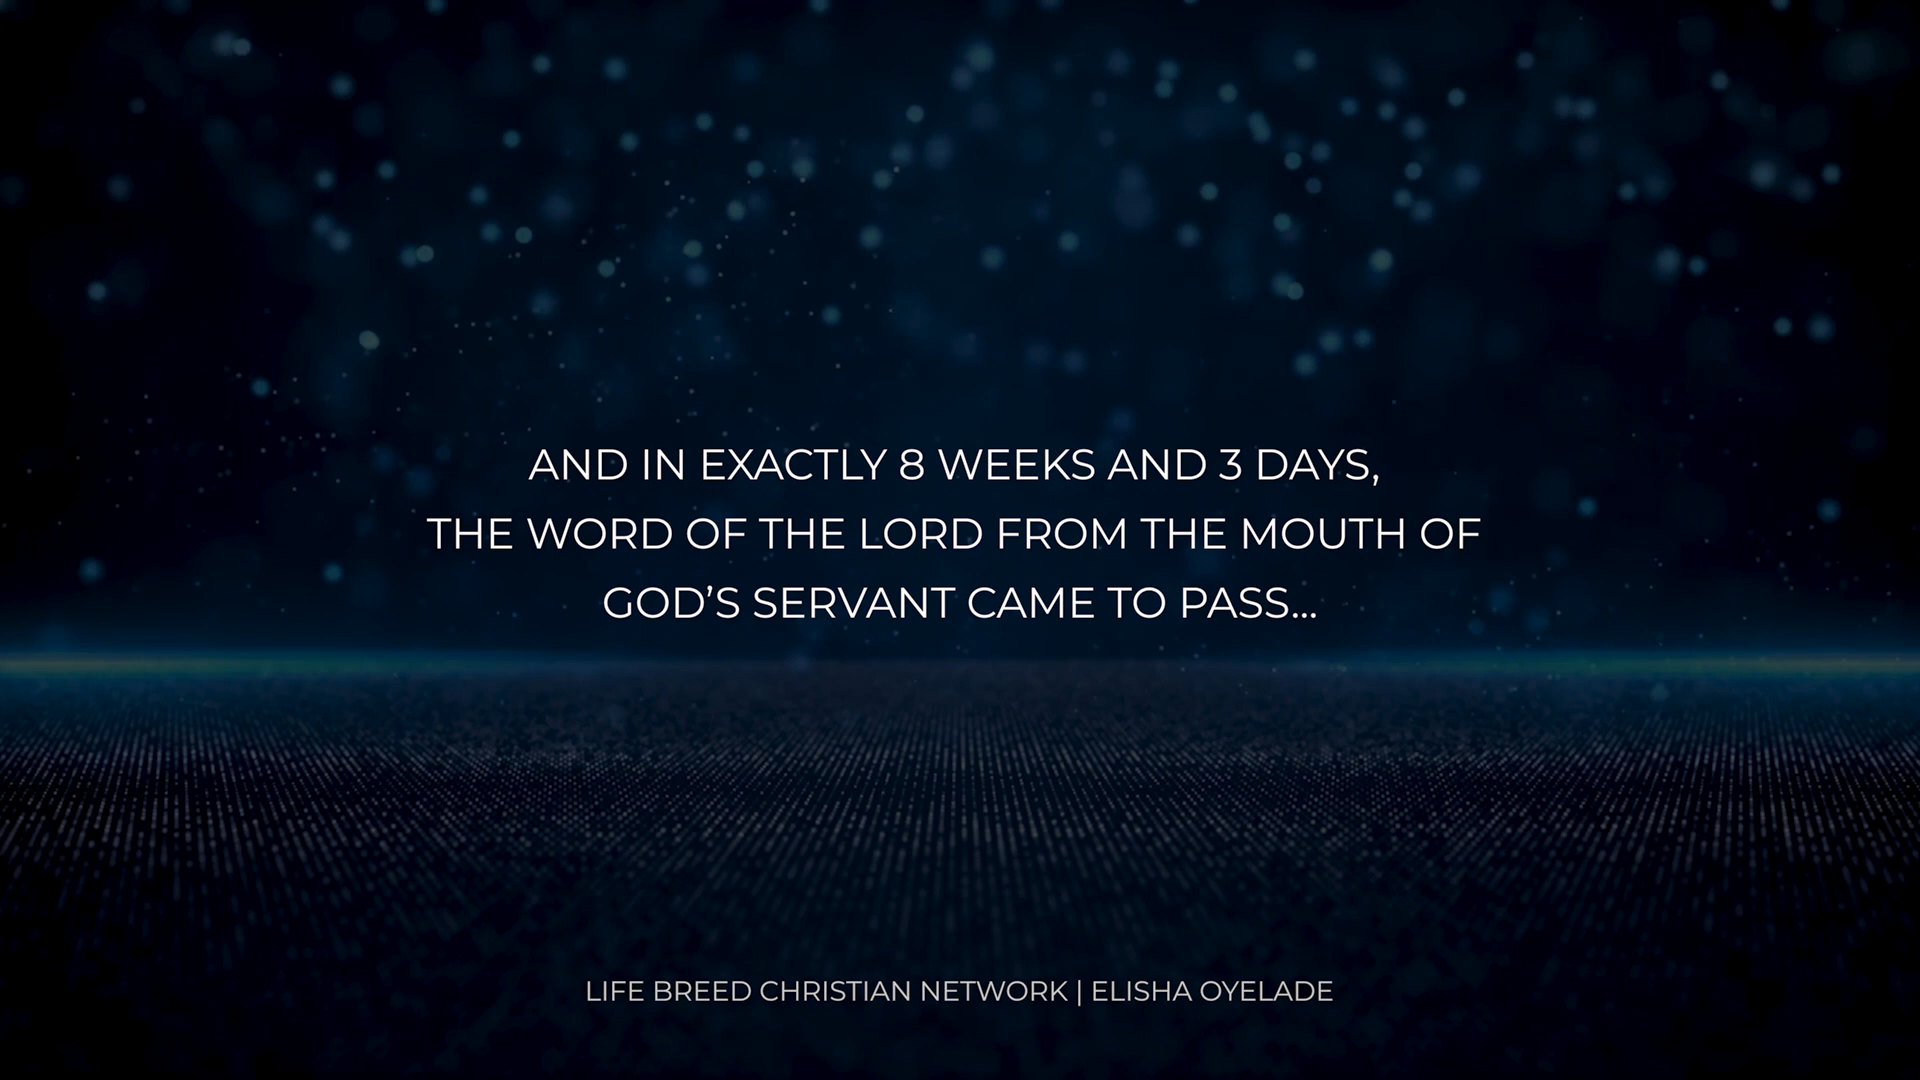 AND IN EXACTLY 8 WEEKS AND 3 DAYS,
THE WORD OF THE LORD FROM THE MOUTH OF
GOD’S SERVANT CAME TO PASS...
LIFE BREED CHRISTIAN NETWORK | ELISHA OYELADE